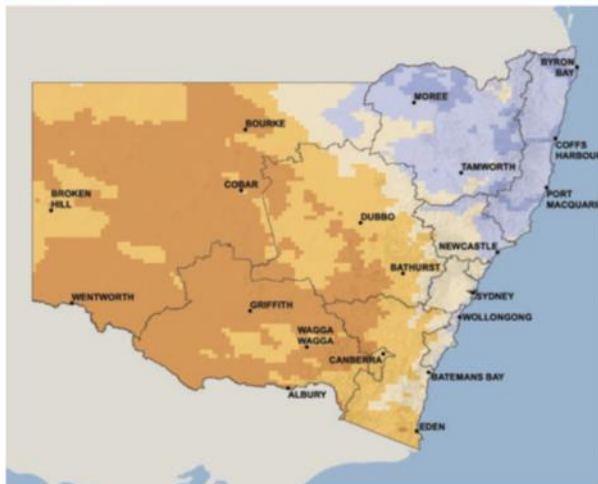 BYRON
BAY
MOREE
BOURKE
COFFS
HARBOUR
TAMWORTH
COBAR
BROKEN
HILL
PORT
MACQUARI
DUBBO
NEWCASTLE
BATHURST
SYDNEY
WENTWORTH
GRIFFITH
WOLLONGONG
WAGGA
WAGGA
CANBERRA
BATEMANS BAY
ALBURY
EDEN